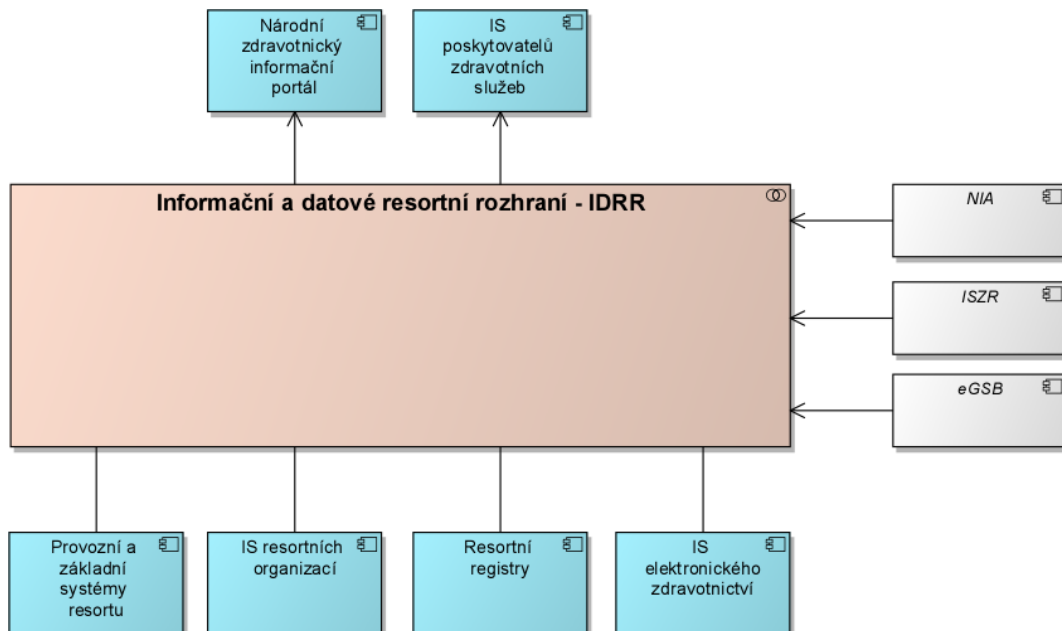 Národní
zdravotnický
informační
portál
IS
poskytovatelů
zdravotních
služeb
Informační a datové resortní rozhraní - IDRR
NIA
ISZR
eGSB
Provozní a
základní
systémy
resortu
IS resortních
organizací
Resortní
registry
IS
elektronického
zdravotnictví